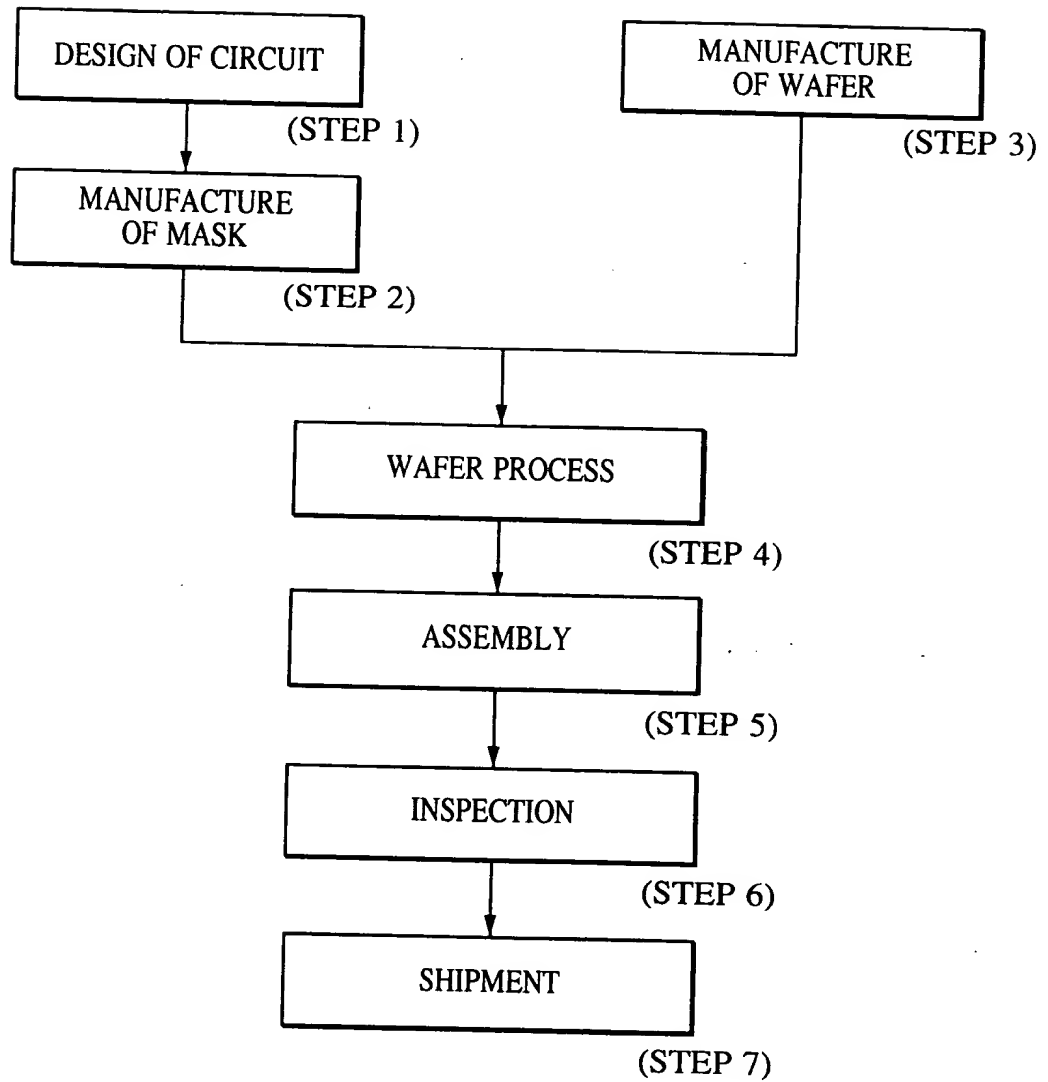 DESIGN OF CIRCUIT
(STEP 1)
MANUFACTURE
OF MASK
(STEP 2)
MANUFACTURE
OF WAFER
(STEP 3)
WAFER PROCESS
(STEP 4)
ASSEMBLY
(STEP 5)
INSPECTION
(STEP 6)
SHIPMENT
(STEP 7)